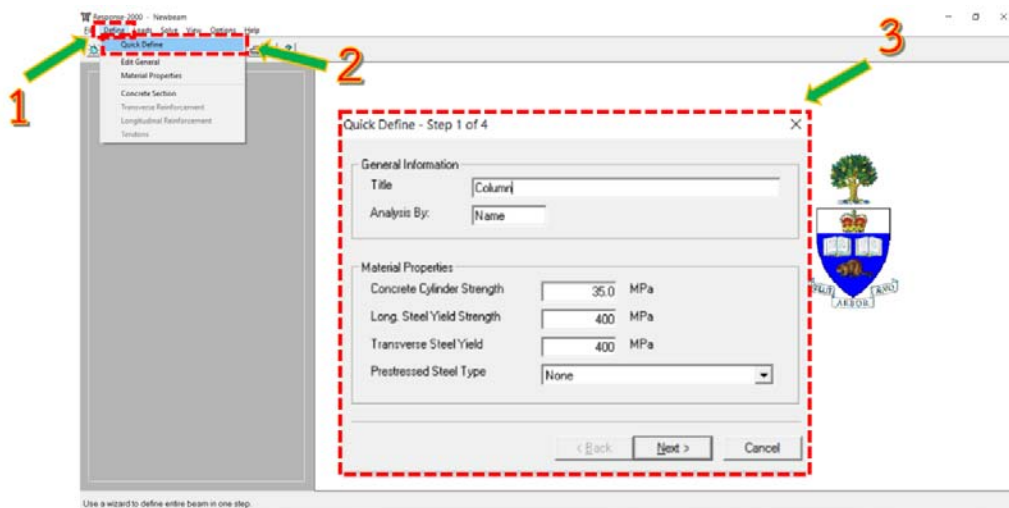 Response-2000 - Newbeam
Define Loads Solve View Options Help
1
2
3
Quick Define
Edit General
Material Properties
Concrete Section
Transverse Reinforcement
Longitudinal Reinforcement
Tendons
Quick Define - Step 1 of 4
General Information
Title Column
Analysis By: Name
Material Properties
Concrete Cylinder Strength 35.0 MPa
Long. Steel Yield Strength 400 MPa
Transverse Steel Yield 400 MPa
Prestressed Steel Type None
< Back Next > Cancel
ARBOR ÆVO
Use a wizard to define entire beam in one step.